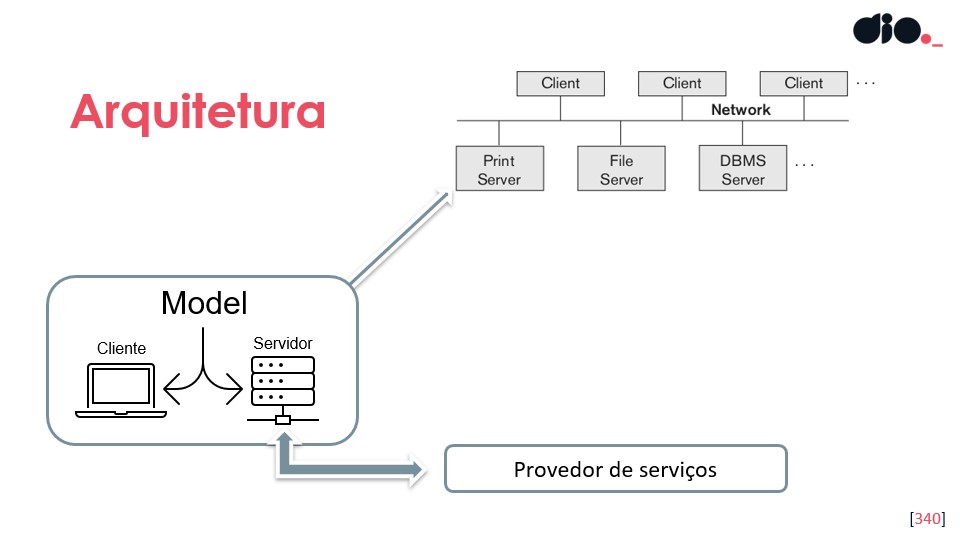 dio._
Arquitetura
Client
Client
Client
. . .
Network
Print
Server
File
Server
DBMS
Server
. . .
Model
Cliente
Servidor
Provedor de serviços
[340]